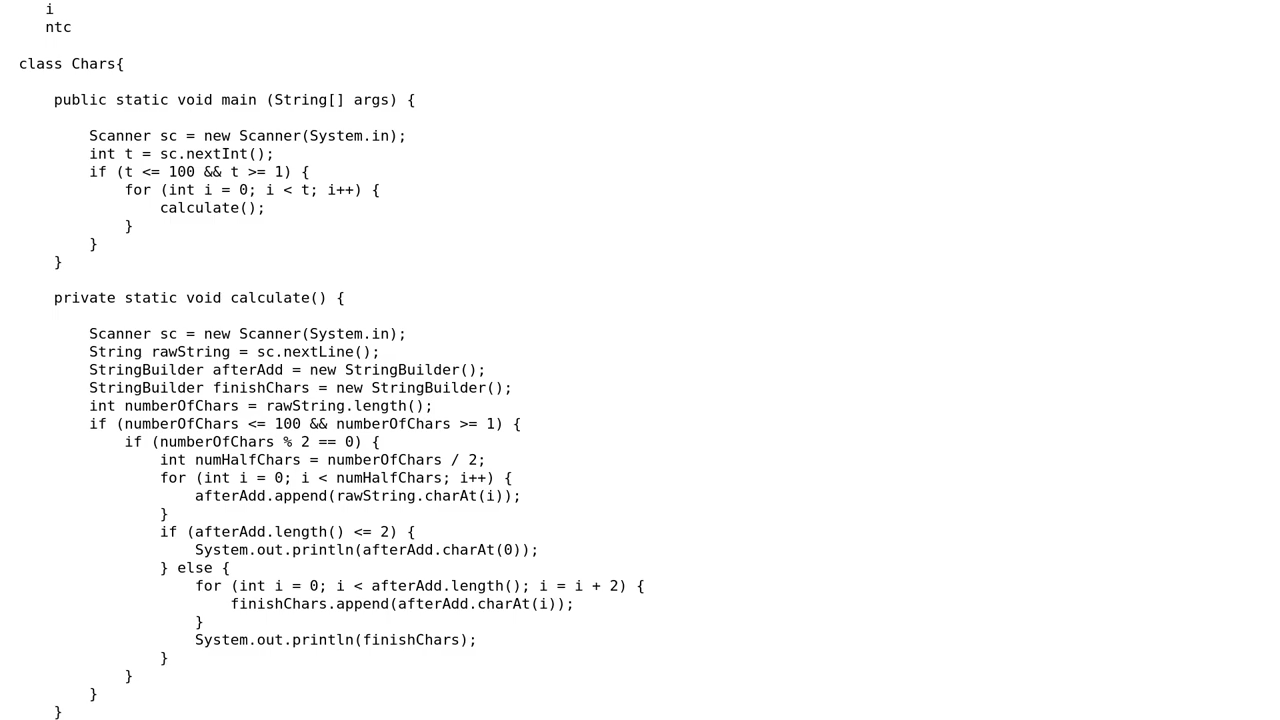 i
ntc
class Chars{
public static void main (String[] args) {
Scanner sc = new Scanner(System.in);
int t = sc.nextInt();
if (t <= 100 && t >= 1) {
for (int i = 0; i < t; i++) {
calculate();
}
}
}
private static void calculate() {
Scanner sc = new Scanner(System.in);
String rawString = sc.nextLine();
StringBuilder afterAdd = new StringBuilder();
StringBuilder finishChars = new StringBuilder();
int numberOfChars = rawString.length();
if (numberOfChars <= 100 && numberOfChars >= 1) {
if (numberOfChars % 2 == 0) {
int numHalfChars = numberOfChars / 2;
for (int i = 0; i < numHalfChars; i++) {
afterAdd.append(rawString.charAt(i));
}
if (afterAdd.length() <= 2) {
System.out.println(afterAdd.charAt(0));
} else {
for (int i = 0; i < afterAdd.length(); i = i + 2) {
finishChars.append(afterAdd.charAt(i));
}
System.out.println(finishChars);
}
}
}
}